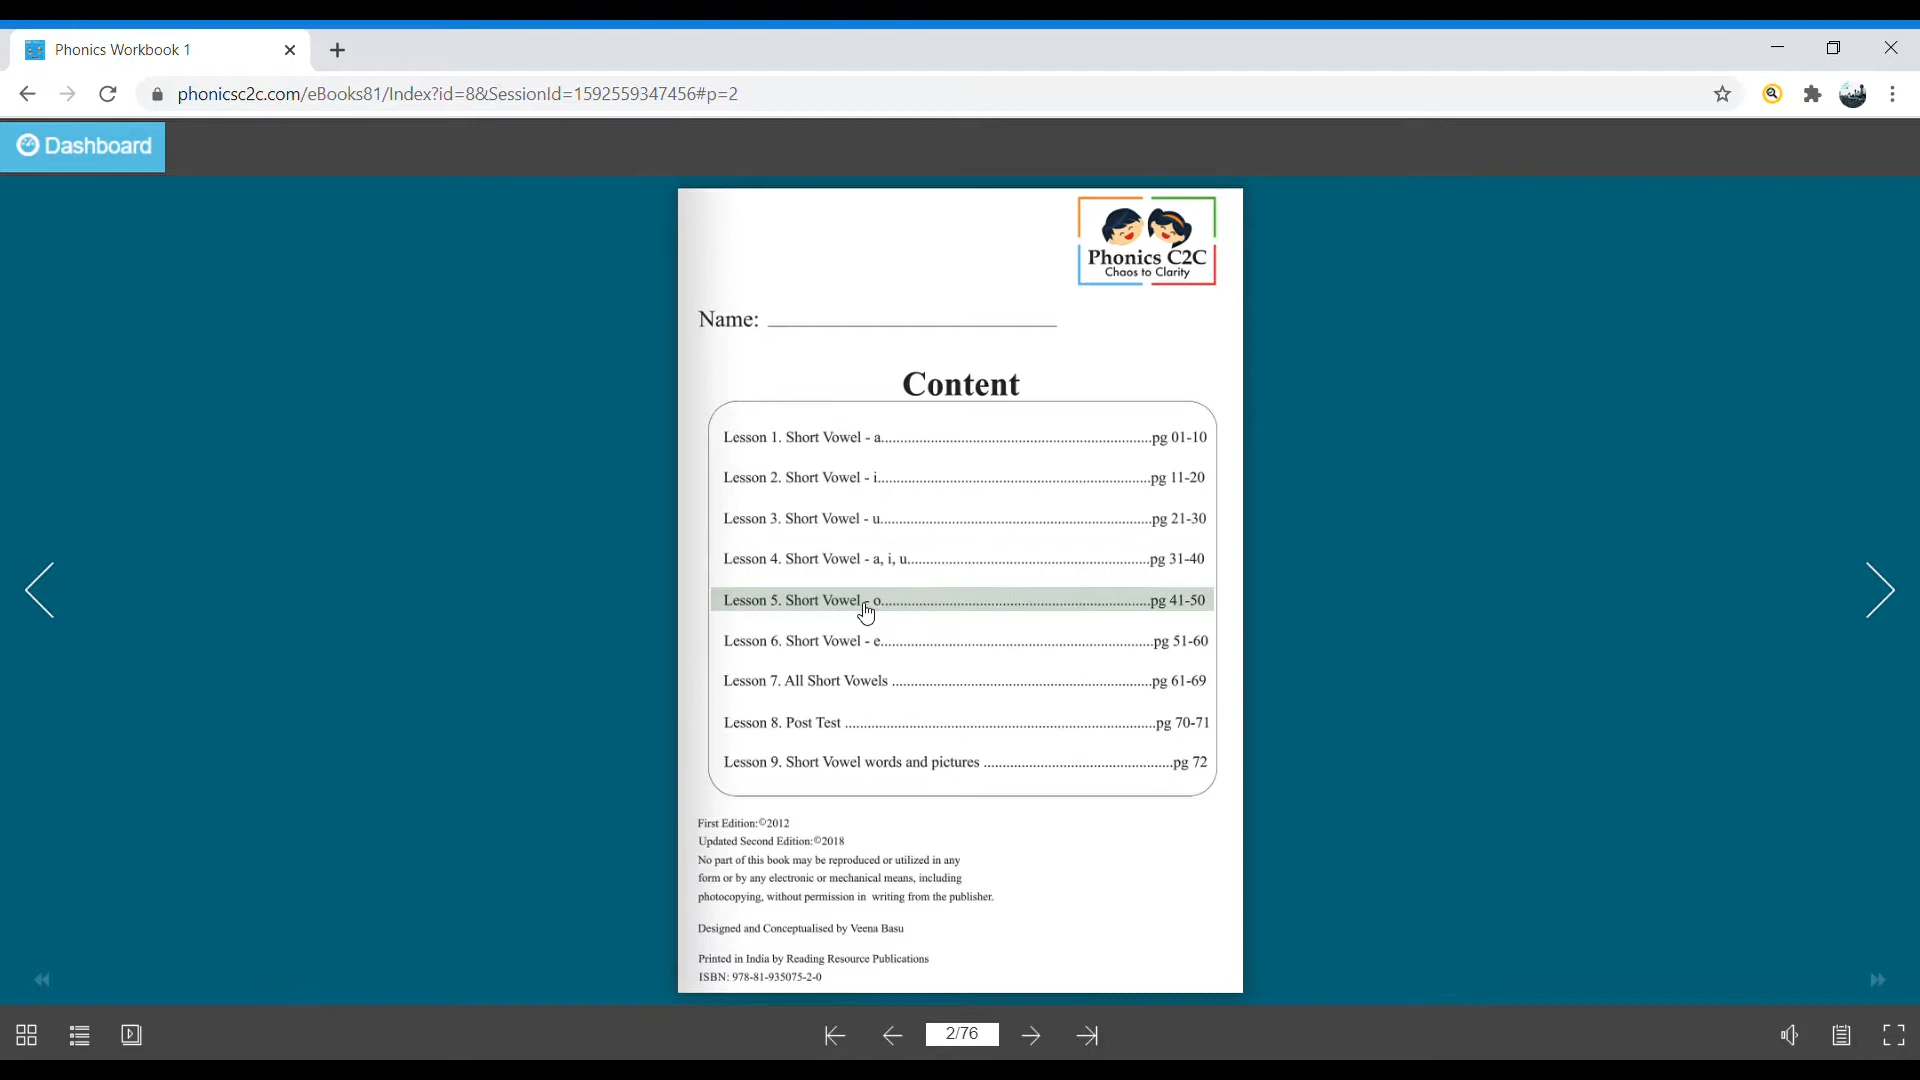 Phonics Workbook 1
phonicsc2c.com/eBooks81/Index?id=8&SessionId=1592559347456#p=2
Dashboard
Phonics C2C
Chaos to Clarity
Name: ____________________
Content
Lesson 1. Short Vowel - a....................................................................pg 01-10
Lesson 2. Short Vowel - i....................................................................pg 11-20
Lesson 3. Short Vowel - u....................................................................pg 21-30
Lesson 4. Short Vowel - a, i, u.............................................................pg 31-40
Lesson 5. Short Vowel - o....................................................................pg 41-50
Lesson 6. Short Vowel - e....................................................................pg 51-60
Lesson 7. All Short Vowels .................................................................pg 61-69
Lesson 8. Post Test ..............................................................................pg 70-71
Lesson 9. Short Vowel words and pictures ...............................................pg 72
First Edition:©2012
Updated Second Edition:©2018
No part of this book may be reproduced or utilized in any
form or by any electronic or mechanical means, including
photocopying, without permission in writing from the publisher.
Designed and Conceptualised by Veena Basu
Printed in India by Reading Resource Publications
ISBN: 978-81-935075-2-0
2/76